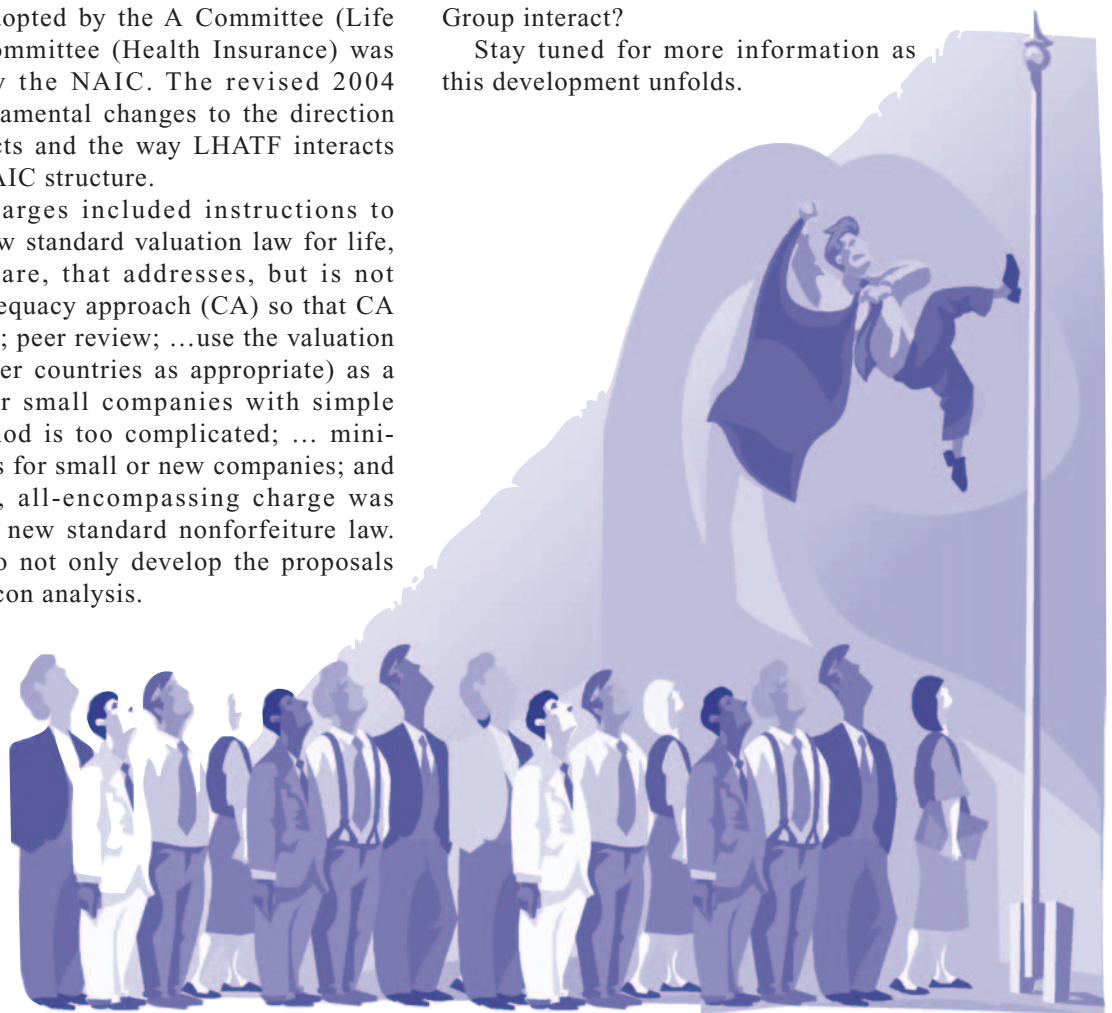 dopted by the A Committee (Life
ommittee (Health Insurance) was
y the NAIC. The revised 2004
amental changes to the direction
cts and the way LHATF interacts
AIC structure.
arges included instructions to
w standard valuation law for life,
are, that addresses, but is not
equacy approach (CA) so that CA
; peer review; …use the valuation
er countries as appropriate) as a
r small companies with simple
od is too complicated; … mini-
s for small or new companies; and
, all-encompassing charge was
new standard nonforfeiture law.
o not only develop the proposals
con analysis.
Group interact?
Stay tuned for more information as
this development unfolds.